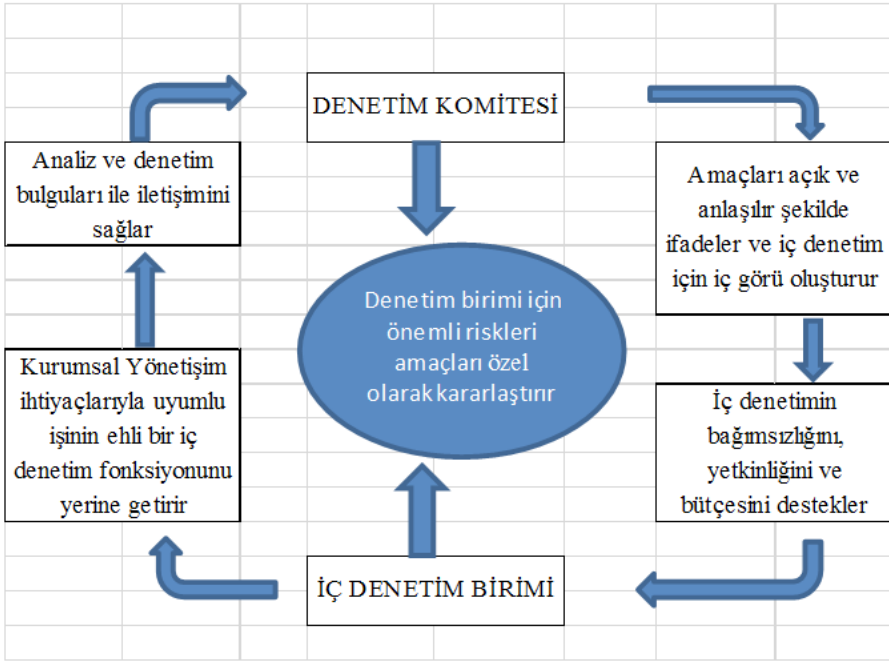 DENETİM KOMİTESİ
Analiz ve denetim
bulguları ile iletişimini
sağlar
Amaçları açık ve
anlaşılır şekilde
ifadeler ve iç denetim
için iç görü oluşturur
Denetim birimi için
önemli riskleri
amaçları özel
olarak kararlaştırır
Kurumsal Yönetişim
ihtiyaçlarıyla uyumlu
işinin ehli bir iç
denetim fonksiyonunu
yerine getirir
İç denetimin
bağımsızlığını,
yetkinliğini ve
bütçesini destekler
İÇ DENETİM BİRİMİ